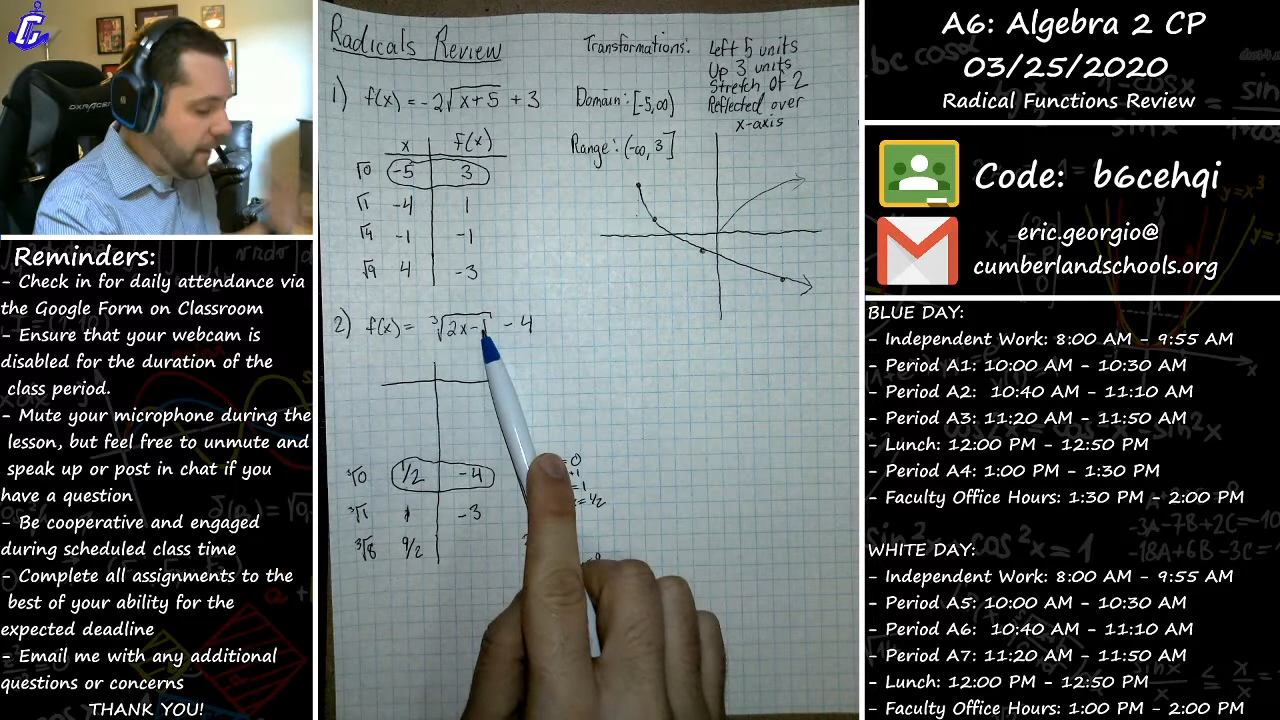 Radicals Review
1) f(x) = -2√x+5 + 3
x f(x)
√0 -5 3
√1 -4 1
√4 -1 -1
√9 4 -3
Transformations: Left 5 units
Up 3 units
Stretch of 2
Reflected over
x-axis
Domain: [-5,∞)
Range: (-∞, 3]
2) f(x) = ∛2x-1 - 4
∛0 1/2 -4
∛1 1 -3
∛8 9/2
A6: Algebra 2 CP
03/25/2020
Radical Functions Review
Code: b6cehqi
eric.georgio@
cumberlandschools.org
Reminders:
- Check in for daily attendance via
the Google Form on Classroom
- Ensure that your webcam is
disabled for the duration of the
class period.
- Mute your microphone during the
lesson, but feel free to unmute and
speak up or post in chat if you
have a question
- Be cooperative and engaged
during scheduled class time
- Complete all assignments to the
best of your ability for the
expected deadline
- Email me with any additional
questions or concerns
THANK YOU!
BLUE DAY:
- Independent Work: 8:00 AM - 9:55 AM
- Period A1: 10:00 AM - 10:30 AM
- Period A2: 10:40 AM - 11:10 AM
- Period A3: 11:20 AM - 11:50 AM
- Lunch: 12:00 PM - 12:50 PM
- Period A4: 1:00 PM - 1:30 PM
- Faculty Office Hours: 1:30 PM - 2:00 PM
WHITE DAY:
- Independent Work: 8:00 AM - 9:55 AM
- Period A5: 10:00 AM - 10:30 AM
- Period A6: 10:40 AM - 11:10 AM
- Period A7: 11:20 AM - 11:50 AM
- Lunch: 12:00 PM - 12:50 PM
- Faculty Office Hours: 1:00 PM - 2:00 PM